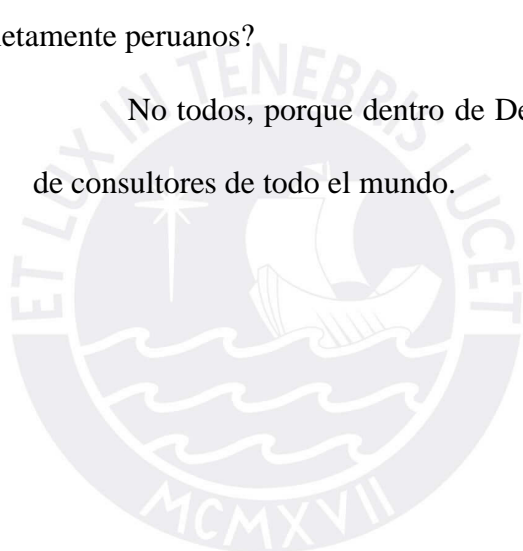 etamente peruanos?
No todos, porque dentro de De
de consultores de todo el mundo.
ET LUX IN TENEBRIS LUCET
MCMXVII